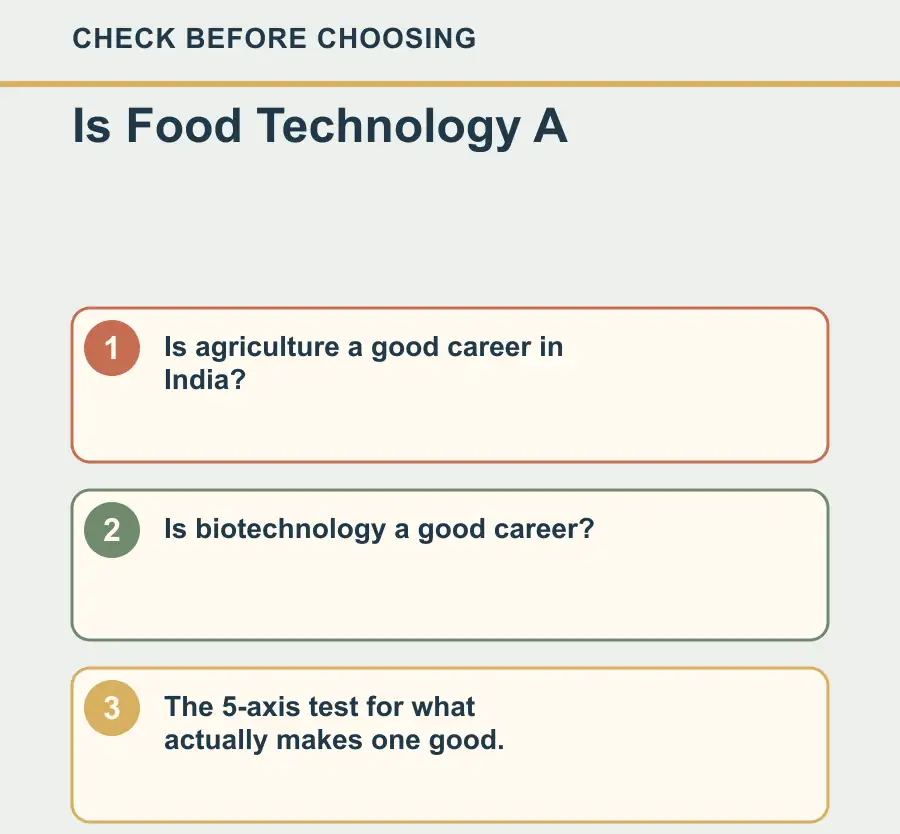 CHECK BEFORE CHOOSING
Is Food Technology A
1
Is agriculture a good career in
India?
2
Is biotechnology a good career?
3
The 5-axis test for what
actually makes one good.